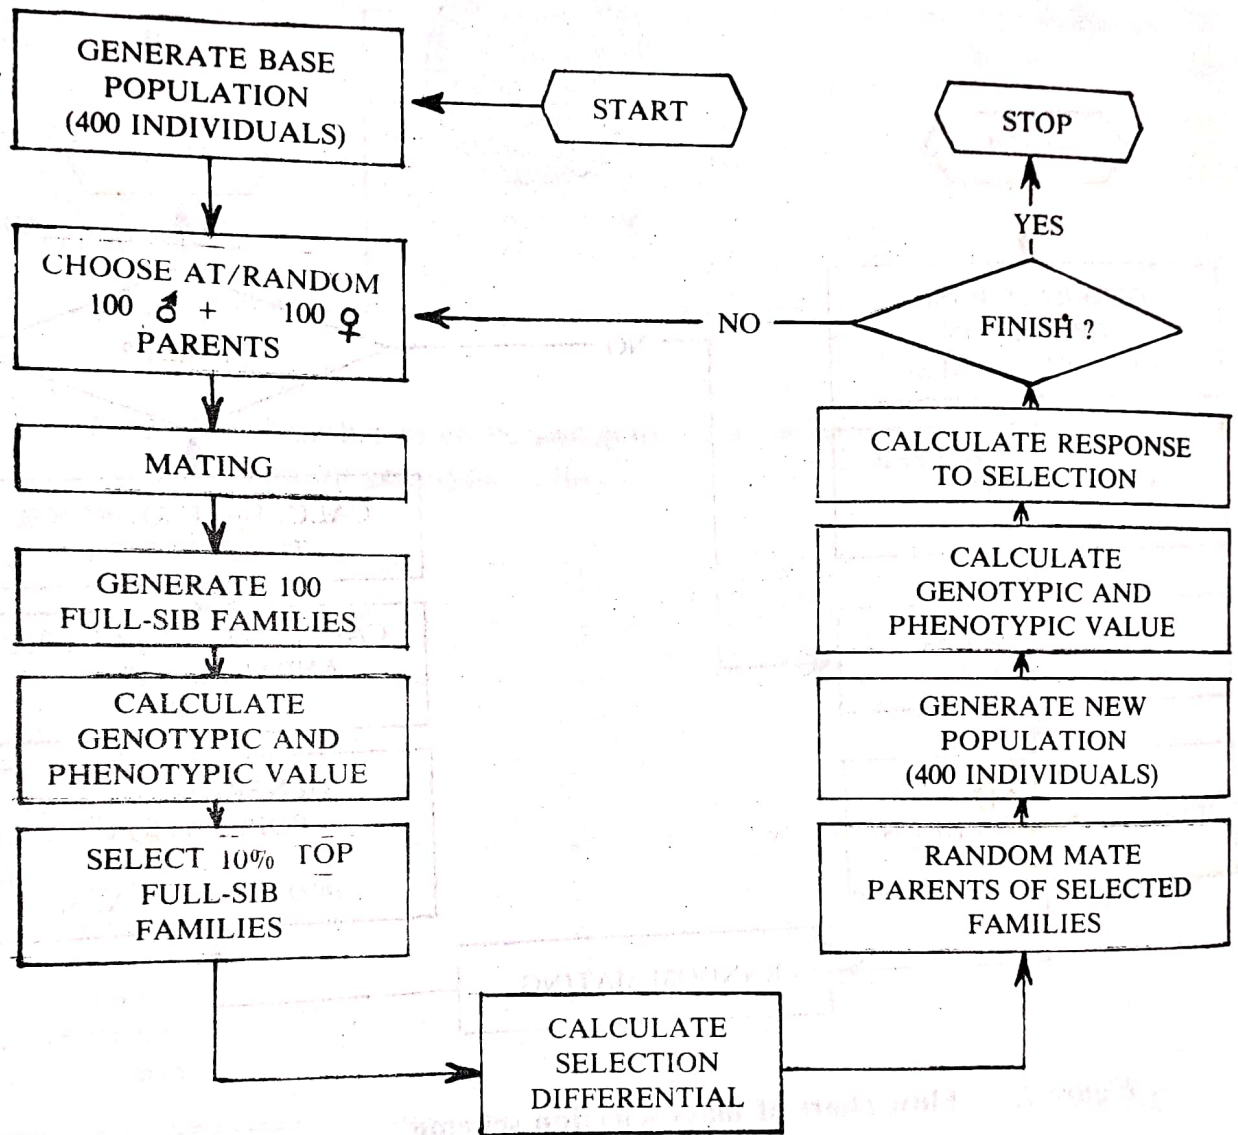 START
GENERATE BASE
POPULATION
(400 INDIVIDUALS)
CHOOSE AT/RANDOM
100 ♂ + 100 ♀
PARENTS
MATING
GENERATE 100
FULL-SIB FAMILIES
CALCULATE
GENOTYPIC AND
PHENOTYPIC VALUE
SELECT 10% TOP
FULL-SIB
FAMILIES
CALCULATE
SELECTION
DIFFERENTIAL
RANDOM MATE
PARENTS OF SELECTED
FAMILIES
GENERATE NEW
POPULATION
(400 INDIVIDUALS)
CALCULATE
GENOTYPIC AND
PHENOTYPIC VALUE
CALCULATE RESPONSE
TO SELECTION
FINISH ?
NO
YES
STOP